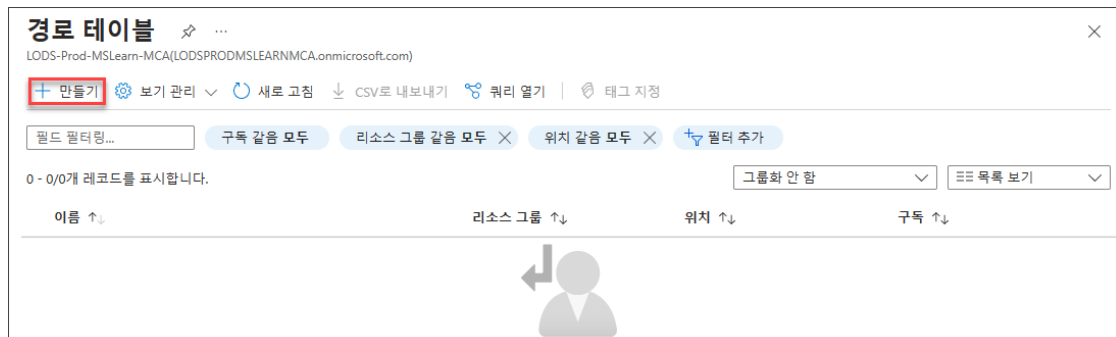 경로 테이블
LODS-Prod-MSLearn-MCA(LODSPRODMSLEARNMCA.onmicrosoft.com)
만들기 보기 관리 새로 고침 CSV로 내보내기 쿼리 열기 태그 지정
필드 필터링... 구독 같음 모두 리소스 그룹 같음 모두 위치 같음 모두 필터 추가
0 - 0/0개 레코드를 표시합니다. 그룹화 안 함 목록 보기
이름 리소스 그룹 위치 구독